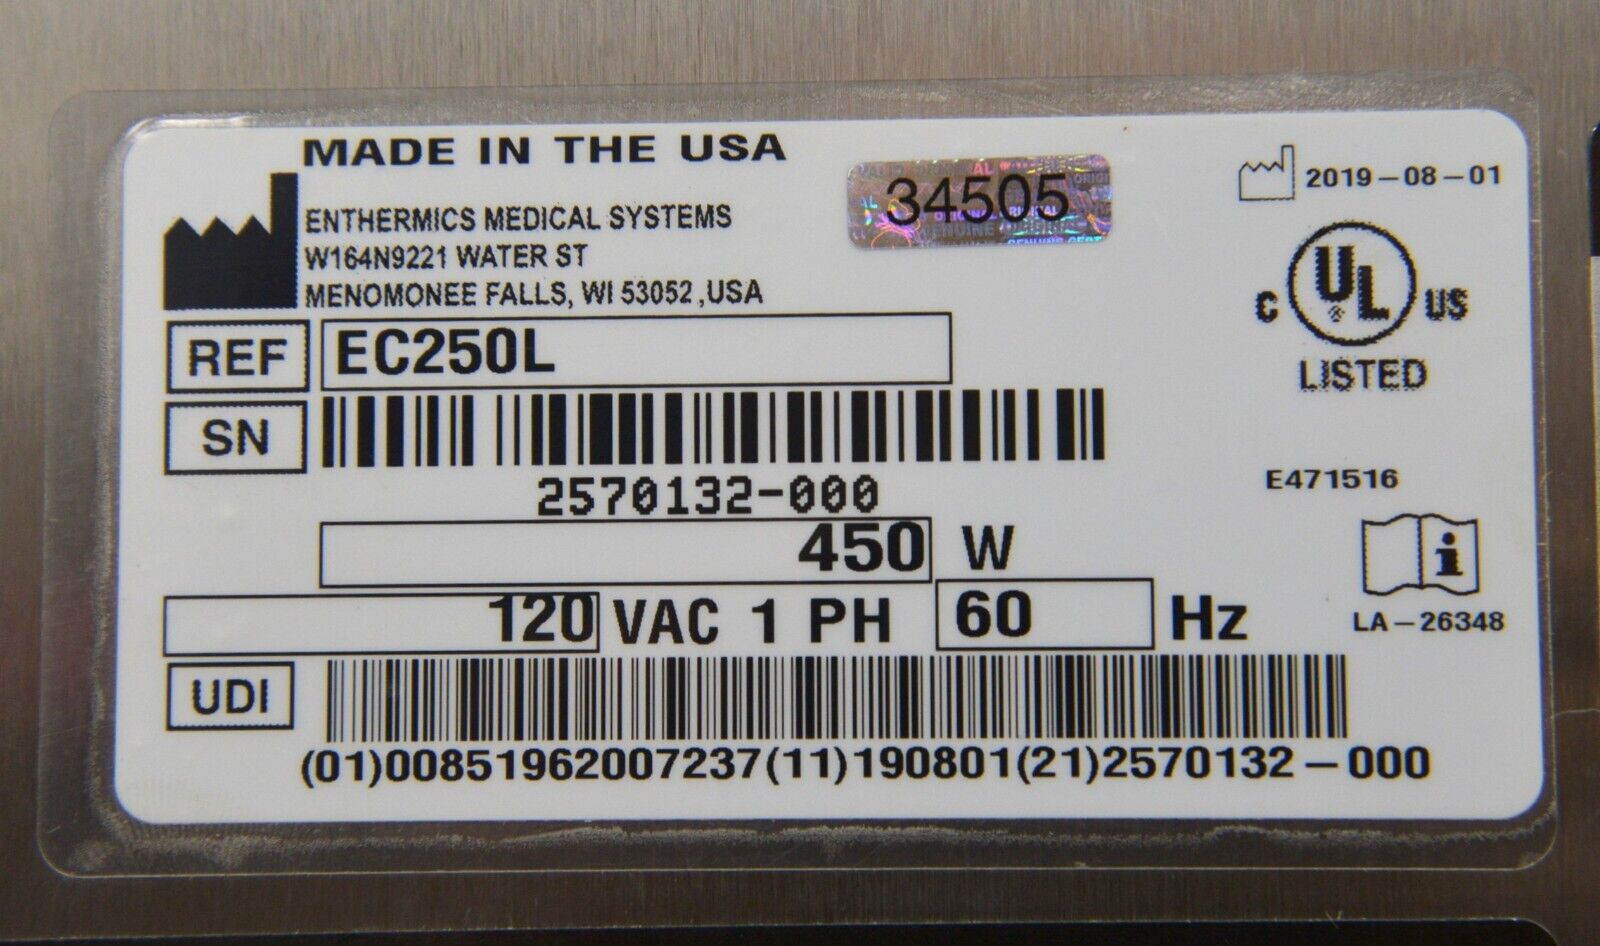 MADE IN THE USA
34505
2019-08-01
ENTHERMICS MEDICAL SYSTEMS
W164N9221 WATER ST
MENOMONEE FALLS, WI 53052 ,USA
C UL US
LISTED
REF EC250L
SN
2570132-000
E471516
450 W
120 VAC 1 PH 60 Hz
i
LA-26348
UDI
(01)00851962007237(11)190801(21)2570132-000